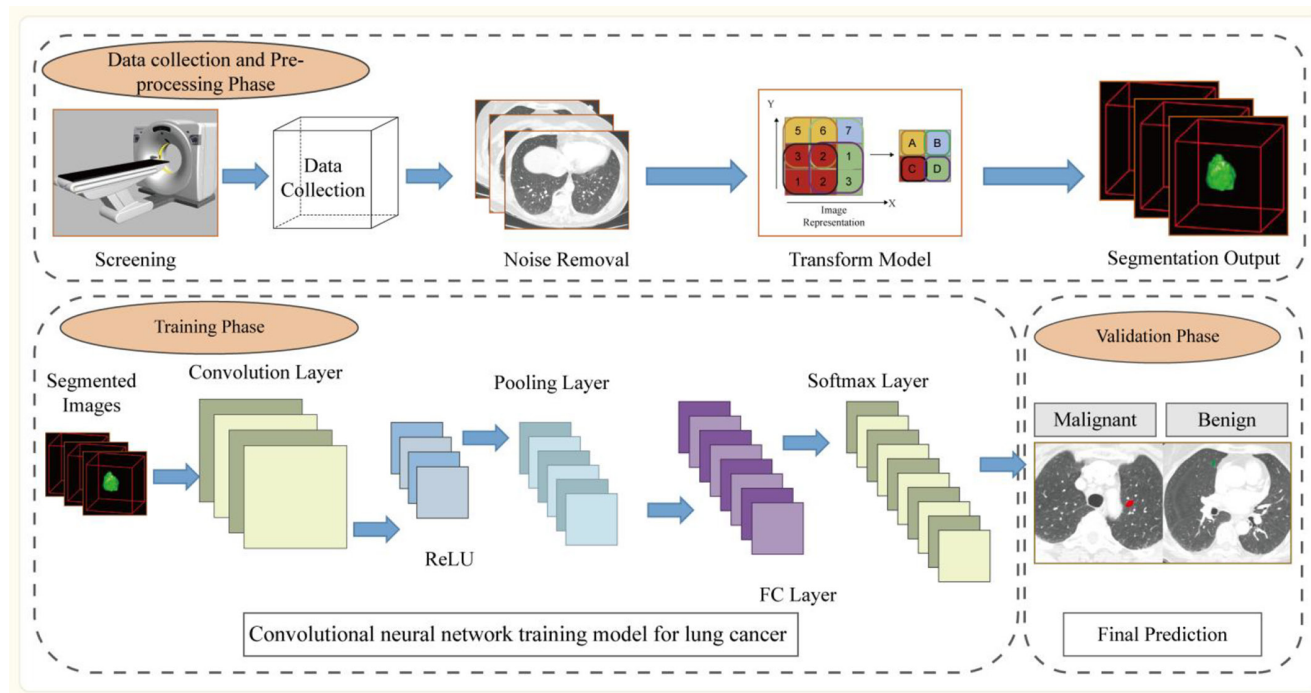 Data collection and Pre-
processing Phase
Data
Collection
Y
5 6 7
3 2 1
1 2 3
A B
C D
X
Image
Representation
Screening
Noise Removal
Transform Model
Segmentation Output
Training Phase
Segmented
Images
Convolution Layer
Pooling Layer
Softmax Layer
ReLU
FC Layer
Convolutional neural network training model for lung cancer
Validation Phase
Malignant
Benign
Final Prediction